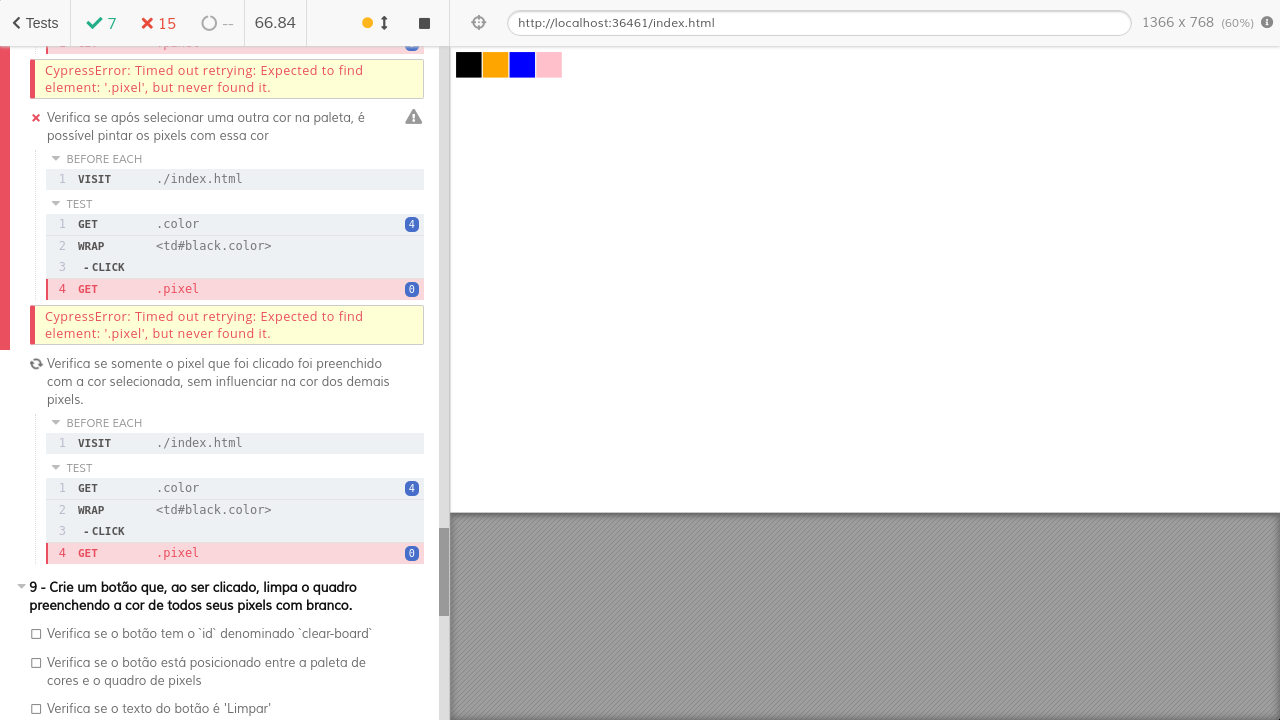 Tests 7 15 -- 66.84 http://localhost:36461/index.html 1366 x 768 (60%)
CypressError: Timed out retrying: Expected to find
element: '.pixel', but never found it.
Verifica se após selecionar uma outra cor na paleta, é
possível pintar os pixels com essa cor
BEFORE EACH
1 VISIT ./index.html
TEST
1 GET .color 4
2 WRAP <td#black.color>
3 -CLICK
4 GET .pixel 0
CypressError: Timed out retrying: Expected to find
element: '.pixel', but never found it.
Verifica se somente o pixel que foi clicado foi preenchido
com a cor selecionada, sem influenciar na cor dos demais
pixels.
BEFORE EACH
1 VISIT ./index.html
TEST
1 GET .color 4
2 WRAP <td#black.color>
3 -CLICK
4 GET .pixel 0
9 - Crie um botão que, ao ser clicado, limpa o quadro
preenchendo a cor de todos seus pixels com branco.
Verifica se o botão tem o `id` denominado `clear-board`
Verifica se o botão está posicionado entre a paleta de
cores e o quadro de pixels
Verifica se o texto do botão é 'Limpar'